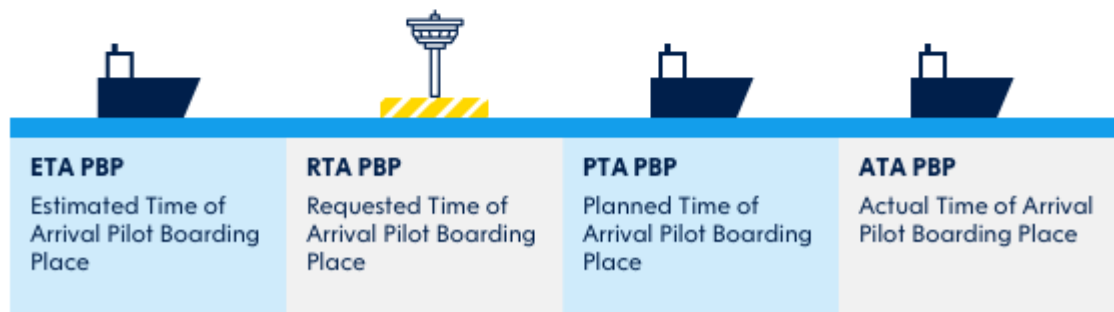 ETA PBP
Estimated Time of
Arrival Pilot Boarding
Place
RTA PBP
Requested Time of
Arrival Pilot Boarding
Place
PTA PBP
Planned Time of
Arrival Pilot Boarding
Place
ATA PBP
Actual Time of Arrival
Pilot Boarding Place